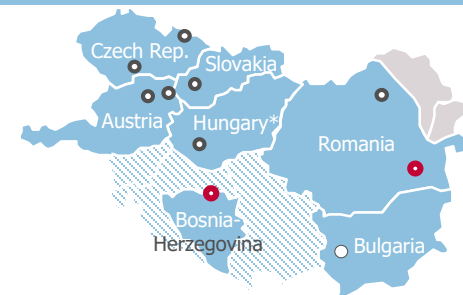 Czech Rep.
Slovakia
Austria
Hungary*
Romania
Bosnia-
Herzegovina
Bulgaria